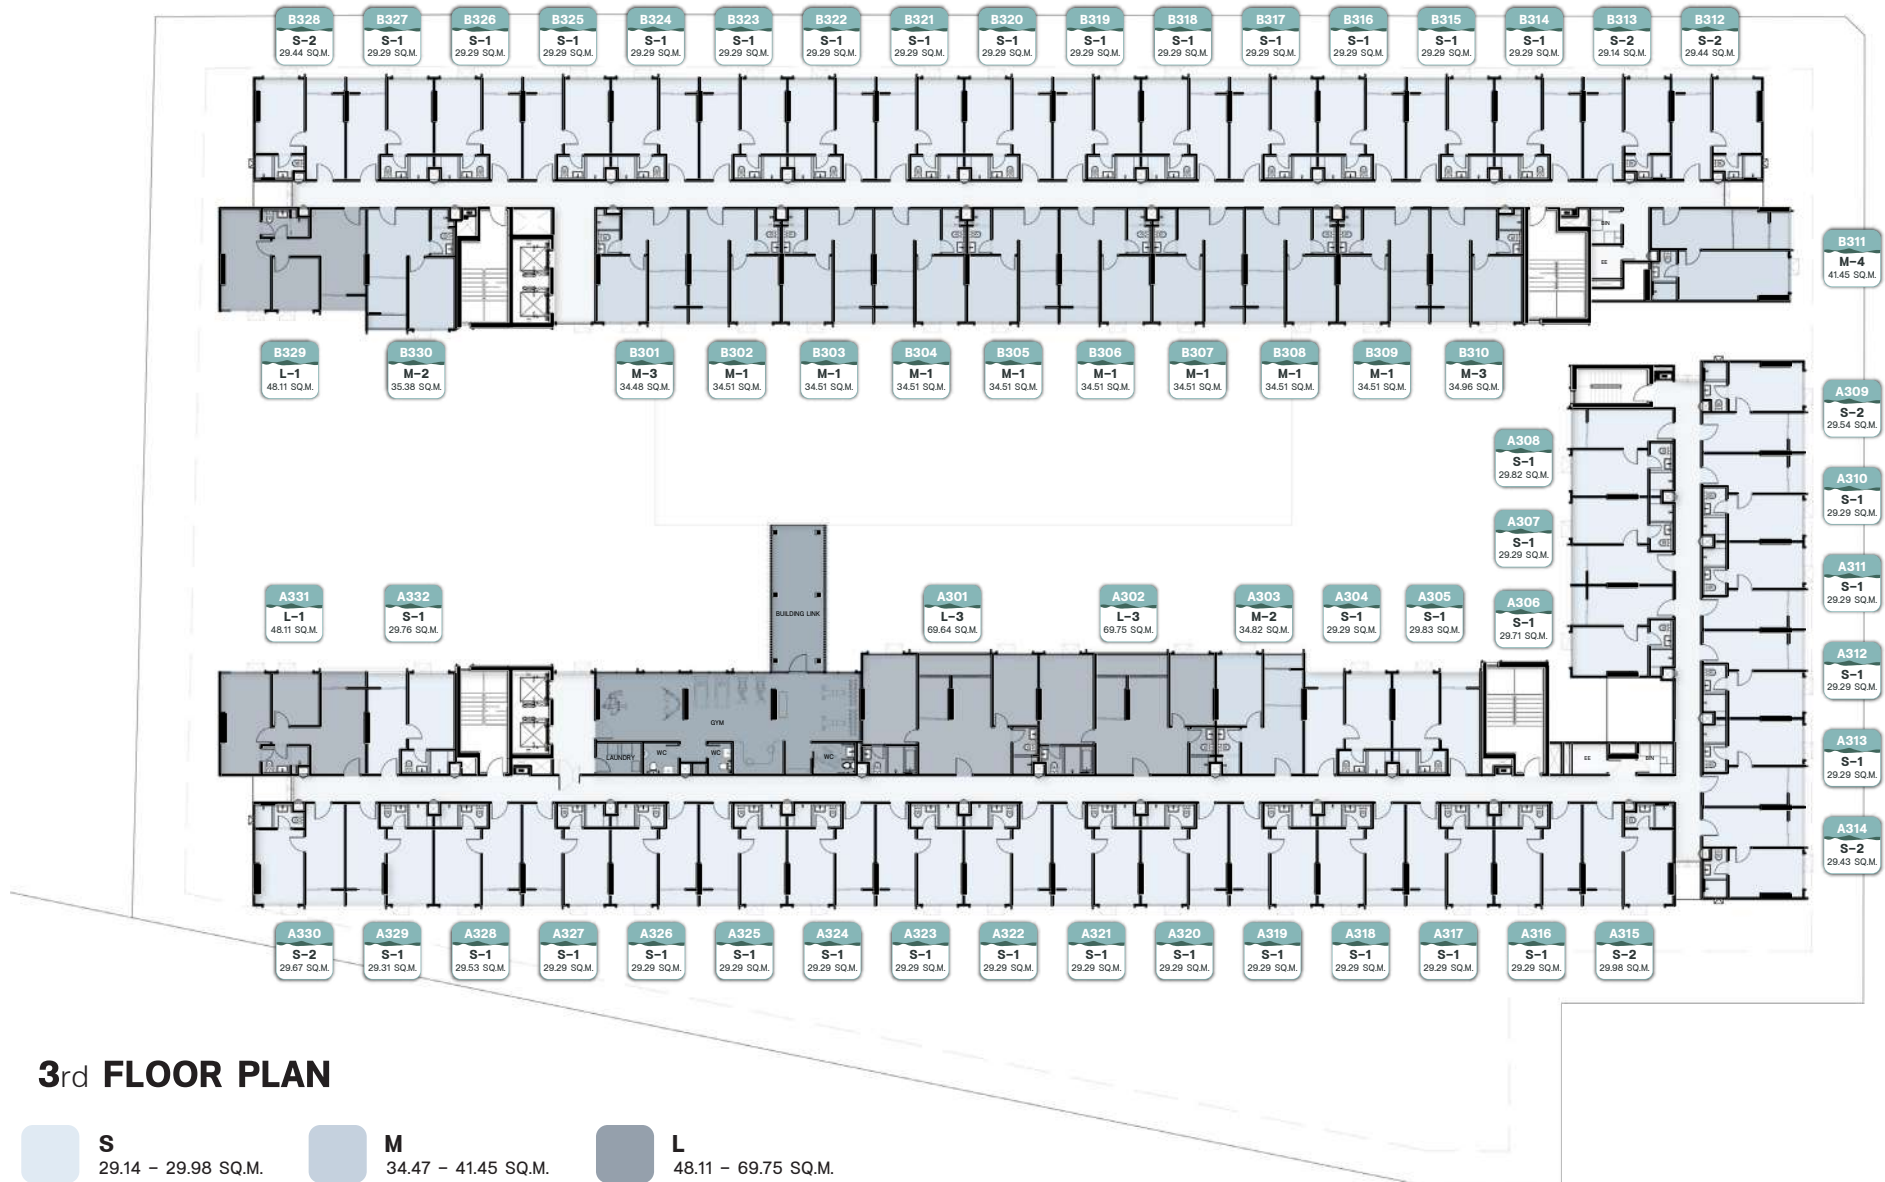 B328
S-2
29.44 SQ.M.
B327
S-1
29.29 SQ.M.
B326
S-1
29.29 SQ.M.
B325
S-1
29.29 SQ.M.
B324
S-1
29.29 SQ.M.
B323
S-1
29.29 SQ.M.
B322
S-1
29.29 SQ.M.
B321
S-1
29.29 SQ.M.
B320
S-1
29.29 SQ.M.
B319
S-1
29.29 SQ.M.
B318
S-1
29.29 SQ.M.
B317
S-1
29.29 SQ.M.
B316
S-1
29.29 SQ.M.
B315
S-1
29.29 SQ.M.
B314
S-1
29.29 SQ.M.
B313
S-2
29.14 SQ.M.
B312
S-2
29.44 SQ.M.
B311
M-4
41.45 SQ.M.
EE
B329
L-1
48.11 SQ.M.
B330
M-2
35.38 SQ.M.
B301
M-3
34.48 SQ.M.
B302
M-1
34.51 SQ.M.
B303
M-1
34.51 SQ.M.
B304
M-1
34.51 SQ.M.
B305
M-1
34.51 SQ.M.
B306
M-1
34.51 SQ.M.
B307
M-1
34.51 SQ.M.
B308
M-1
34.51 SQ.M.
B309
M-1
34.51 SQ.M.
B310
M-3
34.96 SQ.M.
A309
S-2
29.54 SQ.M.
A308
S-1
29.82 SQ.M.
A310
S-1
29.29 SQ.M.
A307
S-1
29.29 SQ.M.
A311
S-1
29.29 SQ.M.
A306
S-1
29.71 SQ.M.
A312
S-1
29.29 SQ.M.
A313
S-1
29.29 SQ.M.
A314
S-2
29.43 SQ.M.
A331
L-1
48.11 SQ.M.
A332
S-1
29.76 SQ.M.
BUILDING LINK
A301
L-3
69.64 SQ.M.
A302
L-3
69.75 SQ.M.
A303
M-2
34.82 SQ.M.
A304
S-1
29.29 SQ.M.
A305
S-1
29.83 SQ.M.
GYM
LAUNDRY
WC
WC
WC
EE
BIN
A330
S-2
29.67 SQ.M.
A329
S-1
29.31 SQ.M.
A328
S-1
29.53 SQ.M.
A327
S-1
29.29 SQ.M.
A326
S-1
29.29 SQ.M.
A325
S-1
29.29 SQ.M.
A324
S-1
29.29 SQ.M.
A323
S-1
29.29 SQ.M.
A322
S-1
29.29 SQ.M.
A321
S-1
29.29 SQ.M.
A320
S-1
29.29 SQ.M.
A319
S-1
29.29 SQ.M.
A318
S-1
29.29 SQ.M.
A317
S-1
29.29 SQ.M.
A316
S-1
29.29 SQ.M.
A315
S-2
29.98 SQ.M.
3rd FLOOR PLAN
S
29.14 – 29.98 SQ.M.
M
34.47 – 41.45 SQ.M.
L
48.11 – 69.75 SQ.M.